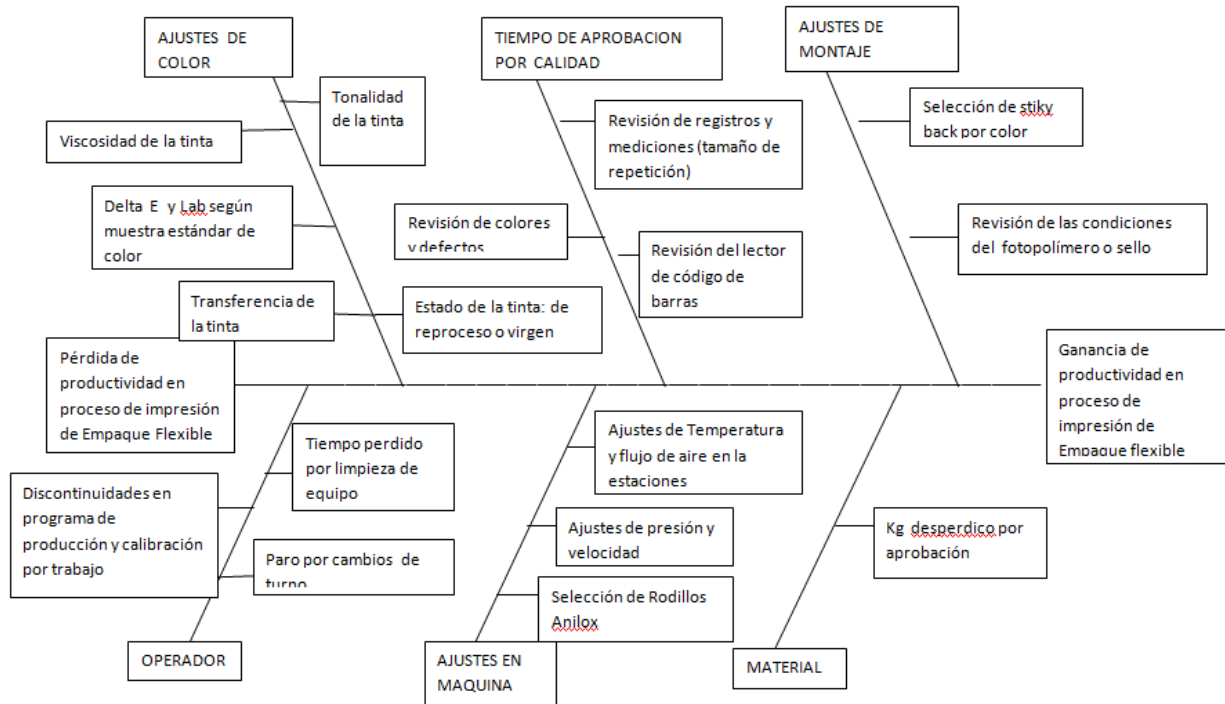 AJUSTES DE
COLOR
TIEMPO DE APROBACION
POR CALIDAD
AJUSTES DE
MONTAJE
Tonalidad
de la tinta
Viscosidad de la tinta
Delta E y Lab según
muestra estándar de
color
Transferencia de
la tinta
Estado de la tinta: de
reproceso o virgen
Revisión de registros y
mediciones (tamaño de
repetición)
Revisión de colores
y defectos
Revisión del lector
de código de
barras
Selección de stiky
back por color
Revisión de las condiciones
del fotopolímero o sello
Pérdida de
productividad en
proceso de impresión
de Empaque Flexible
Ganancia de
productividad en
proceso de
impresión de
Empaque flexible
Tiempo perdido
por limpieza de
equipo
Discontinuidades en
programa de
producción y calibración
por trabajo
Paro por cambios de
turno
Ajustes de Temperatura
y flujo de aire en la
estaciones
Ajustes de presión y
velocidad
Selección de Rodillos
Anilox
Kg desperdico por
aprobación
OPERADOR
AJUSTES EN
MAQUINA
MATERIAL